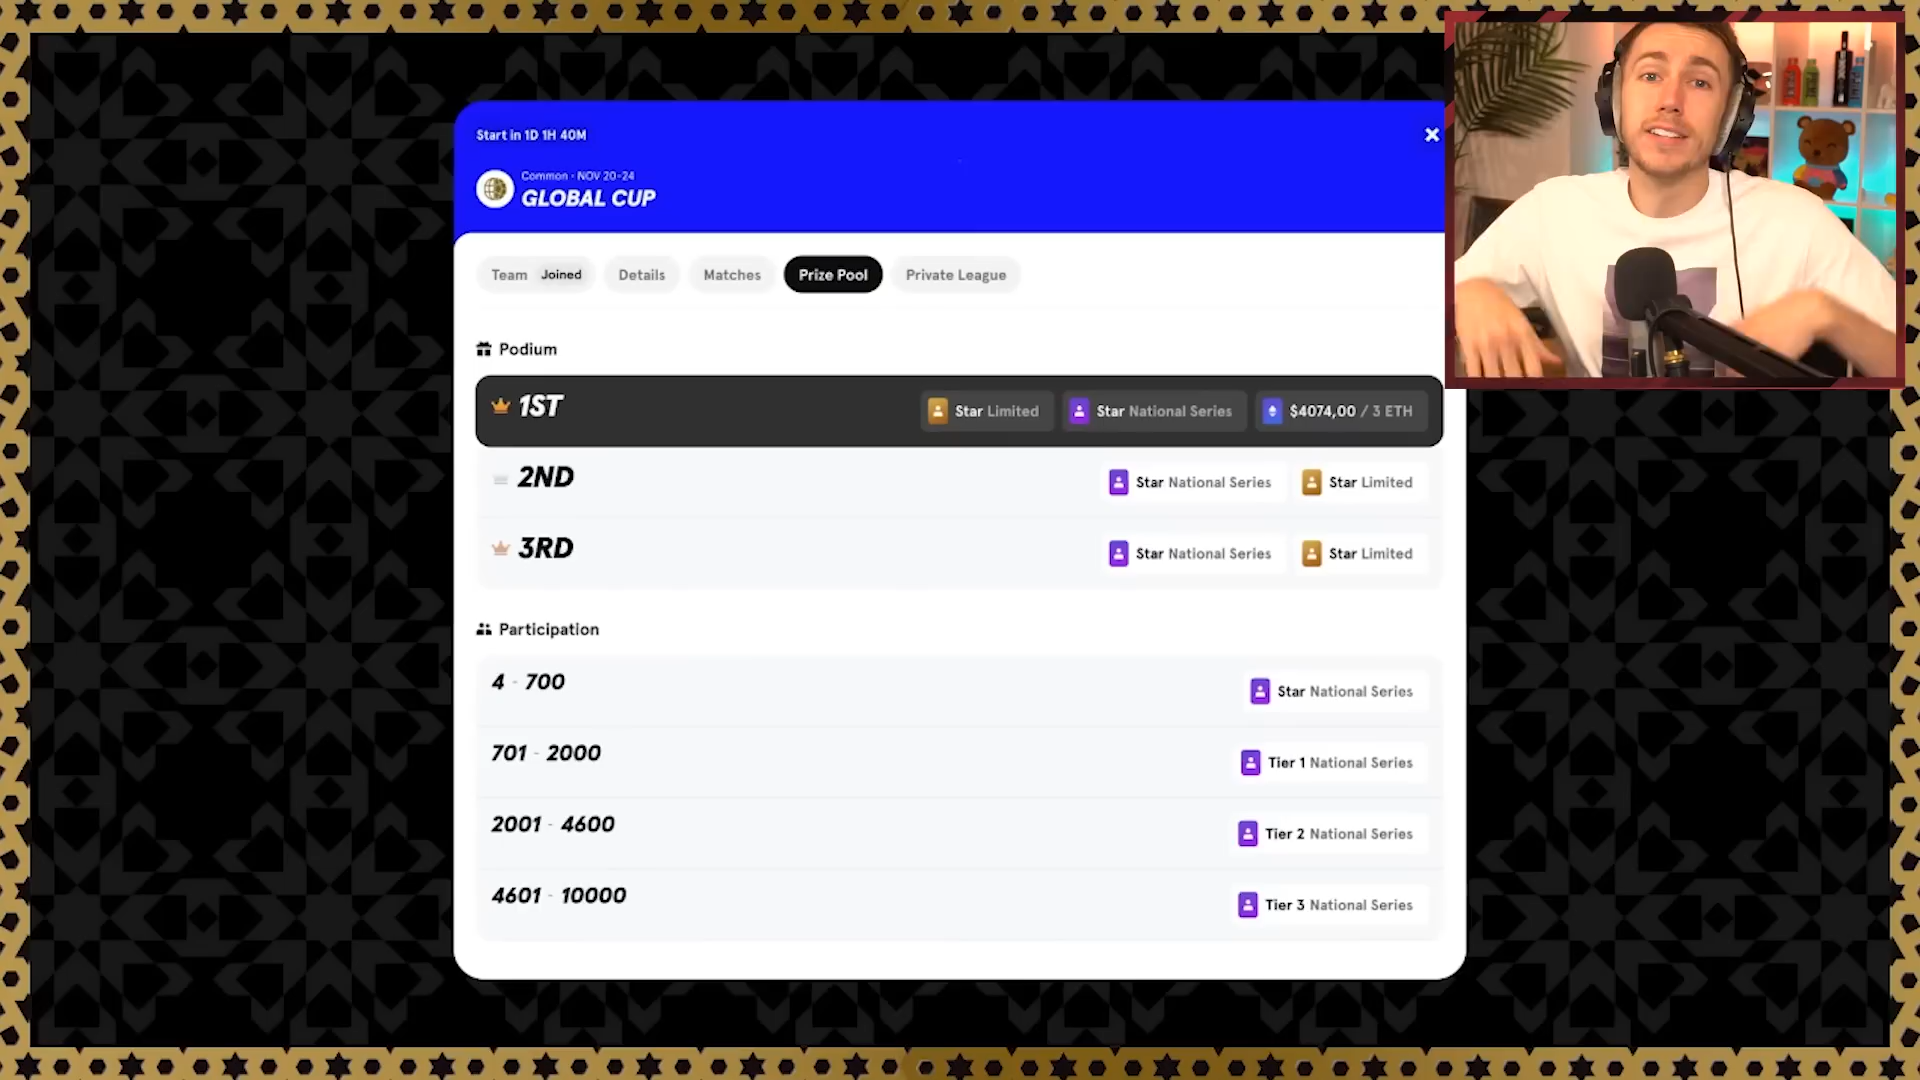 Start in 1D 1H 40M
Common - NOV 20-24
GLOBAL CUP
Team Joined Details Matches Prize Pool Private League
Podium
1ST Star Limited Star National Series $4074,00 / 3 ETH
2ND Star National Series Star Limited
3RD Star National Series Star Limited
Participation
4 - 700 Star National Series
701 - 2000 Tier 1 National Series
2001 - 4600 Tier 2 National Series
4601 - 10000 Tier 3 National Series